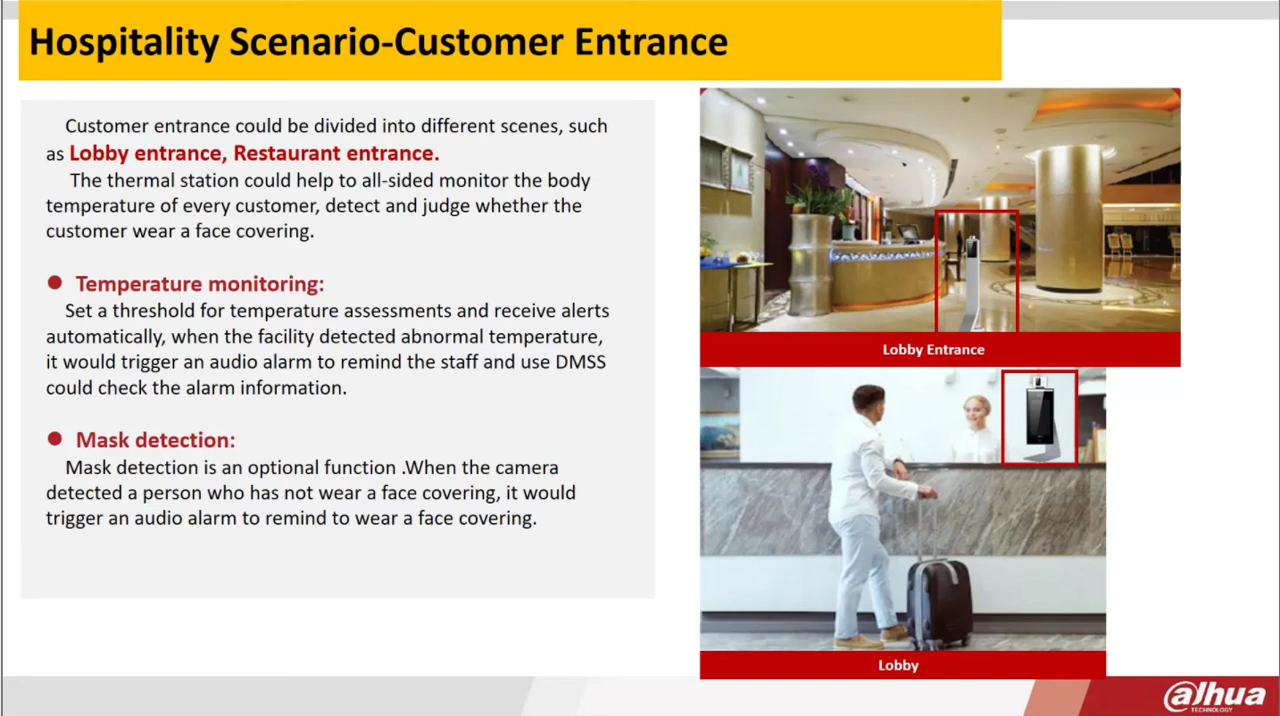 Hospitality Scenario-Customer Entrance
Customer entrance could be divided into different scenes, such
as Lobby entrance, Restaurant entrance.
The thermal station could help to all-sided monitor the body
temperature of every customer, detect and judge whether the
customer wear a face covering.
● Temperature monitoring:
Set a threshold for temperature assessments and receive alerts
automatically, when the facility detected abnormal temperature,
it would trigger an audio alarm to remind the staff and use DMSS
could check the alarm information.
● Mask detection:
Mask detection is an optional function .When the camera
detected a person who has not wear a face covering, it would
trigger an audio alarm to remind to wear a face covering.
Lobby Entrance
Lobby
alhua
TECHNOLOGY